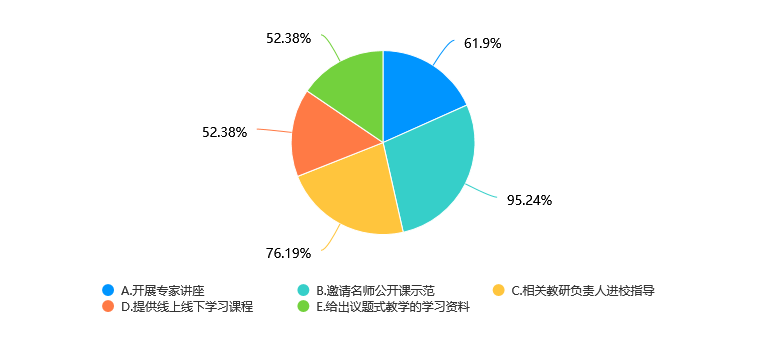 52.38%
61.9%
52.38%
95.24%
76.19%
A.开展专家讲座
B.邀请名师公开课示范
C.相关教研负责人进校指导
D.提供线上线下学习课程
E.给出议题式教学的学习资料